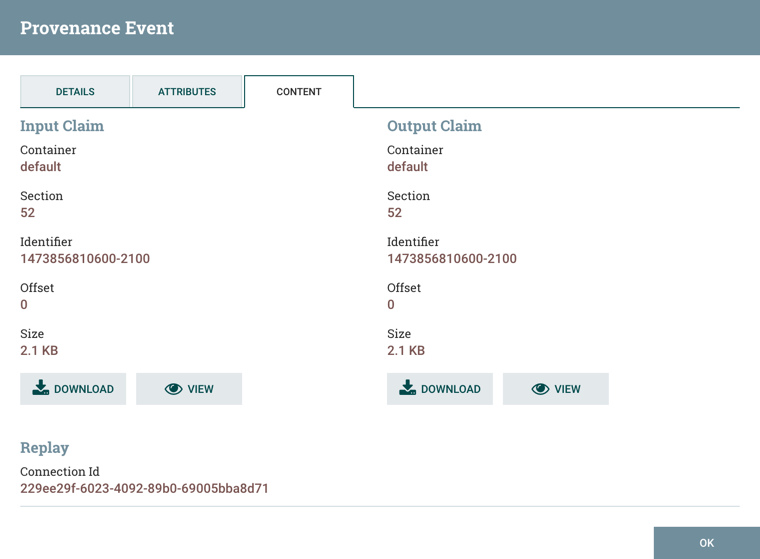 Provenance Event
DETAILS
ATTRIBUTES
CONTENT
Input Claim
Container
default
Section
52
Identifier
1473856810600-2100
Offset
0
Size
2.1 KB
DOWNLOAD
VIEW
Output Claim
Container
default
Section
52
Identifier
1473856810600-2100
Offset
0
Size
2.1 KB
DOWNLOAD
VIEW
Replay
Connection Id
229ee29f-6023-4092-89b0-69005bba8d71
OK